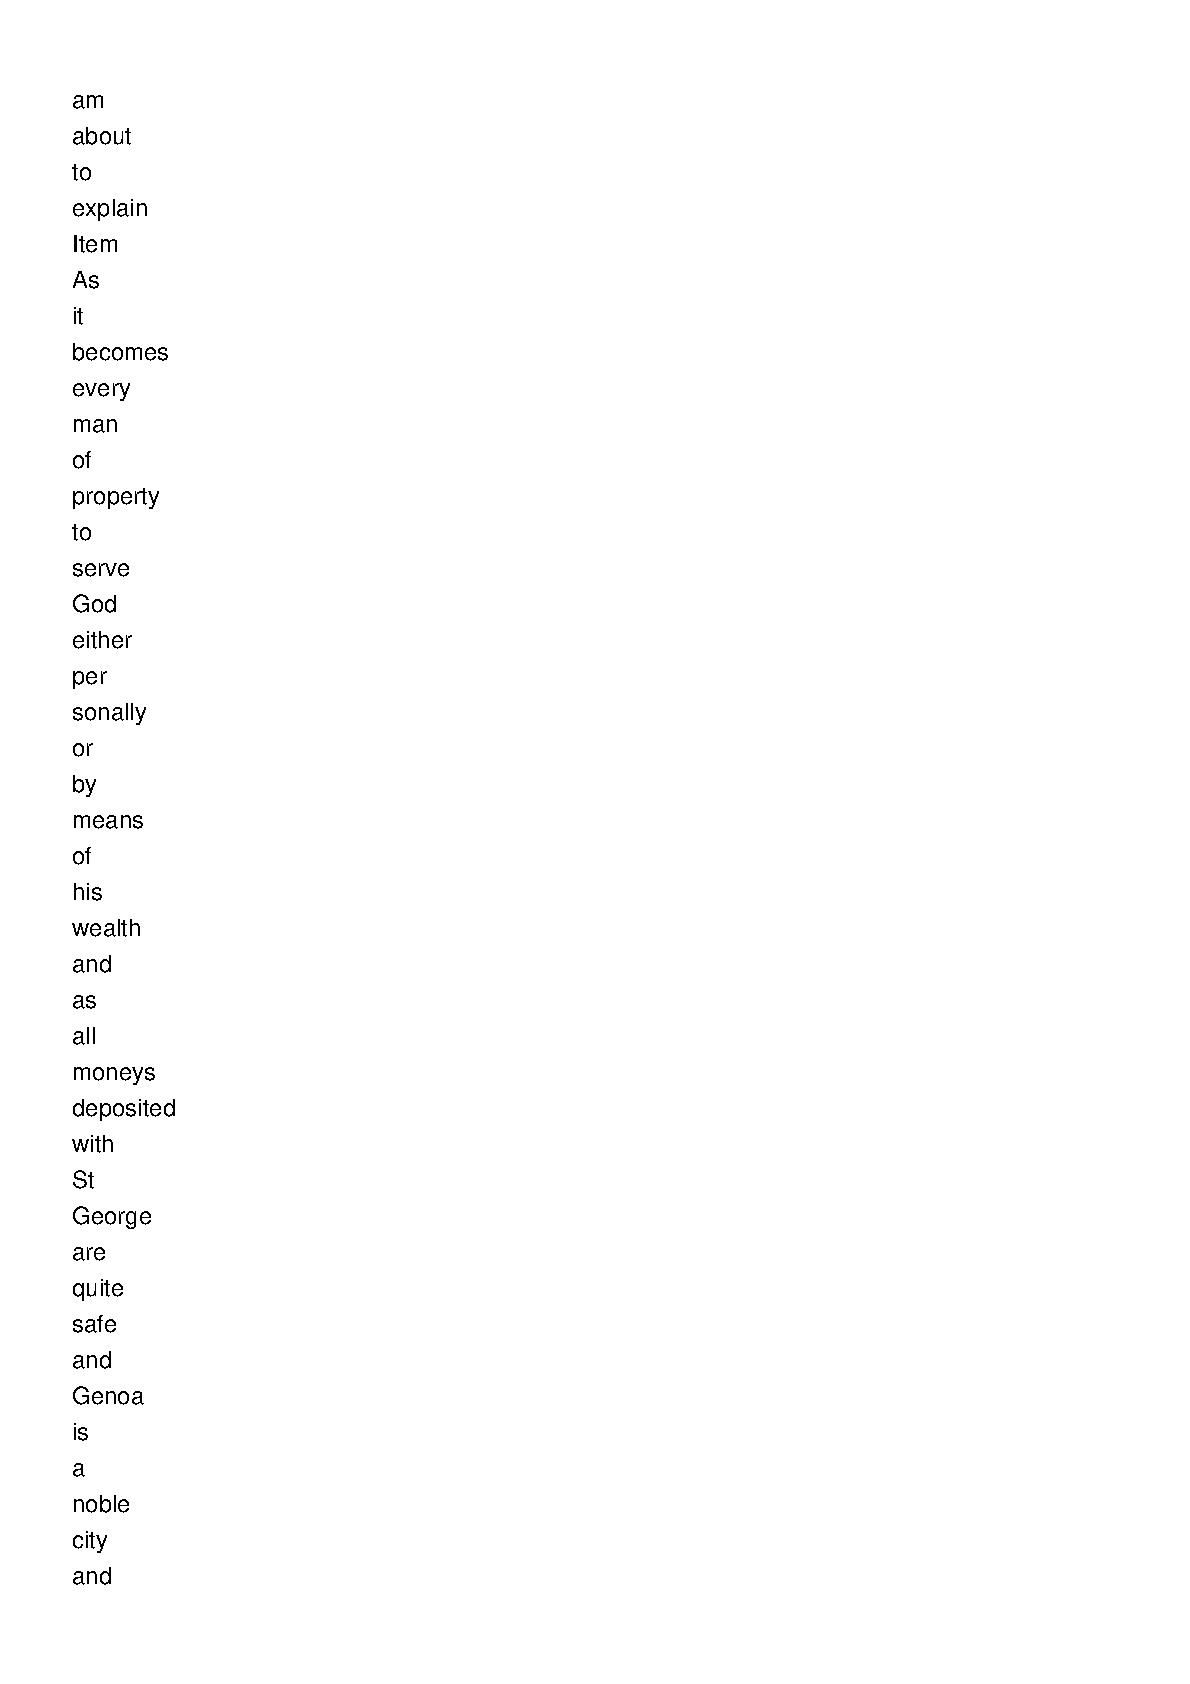 am
about
to
explain
Item
As
it
becomes
every
man
of
property
to
serve
God
either
per
sonally
or
by
means
of
his
wealth
and
as
all
moneys
deposited
with
St
George
are
quite
safe
and
Genoa
is
a
noble
city
and